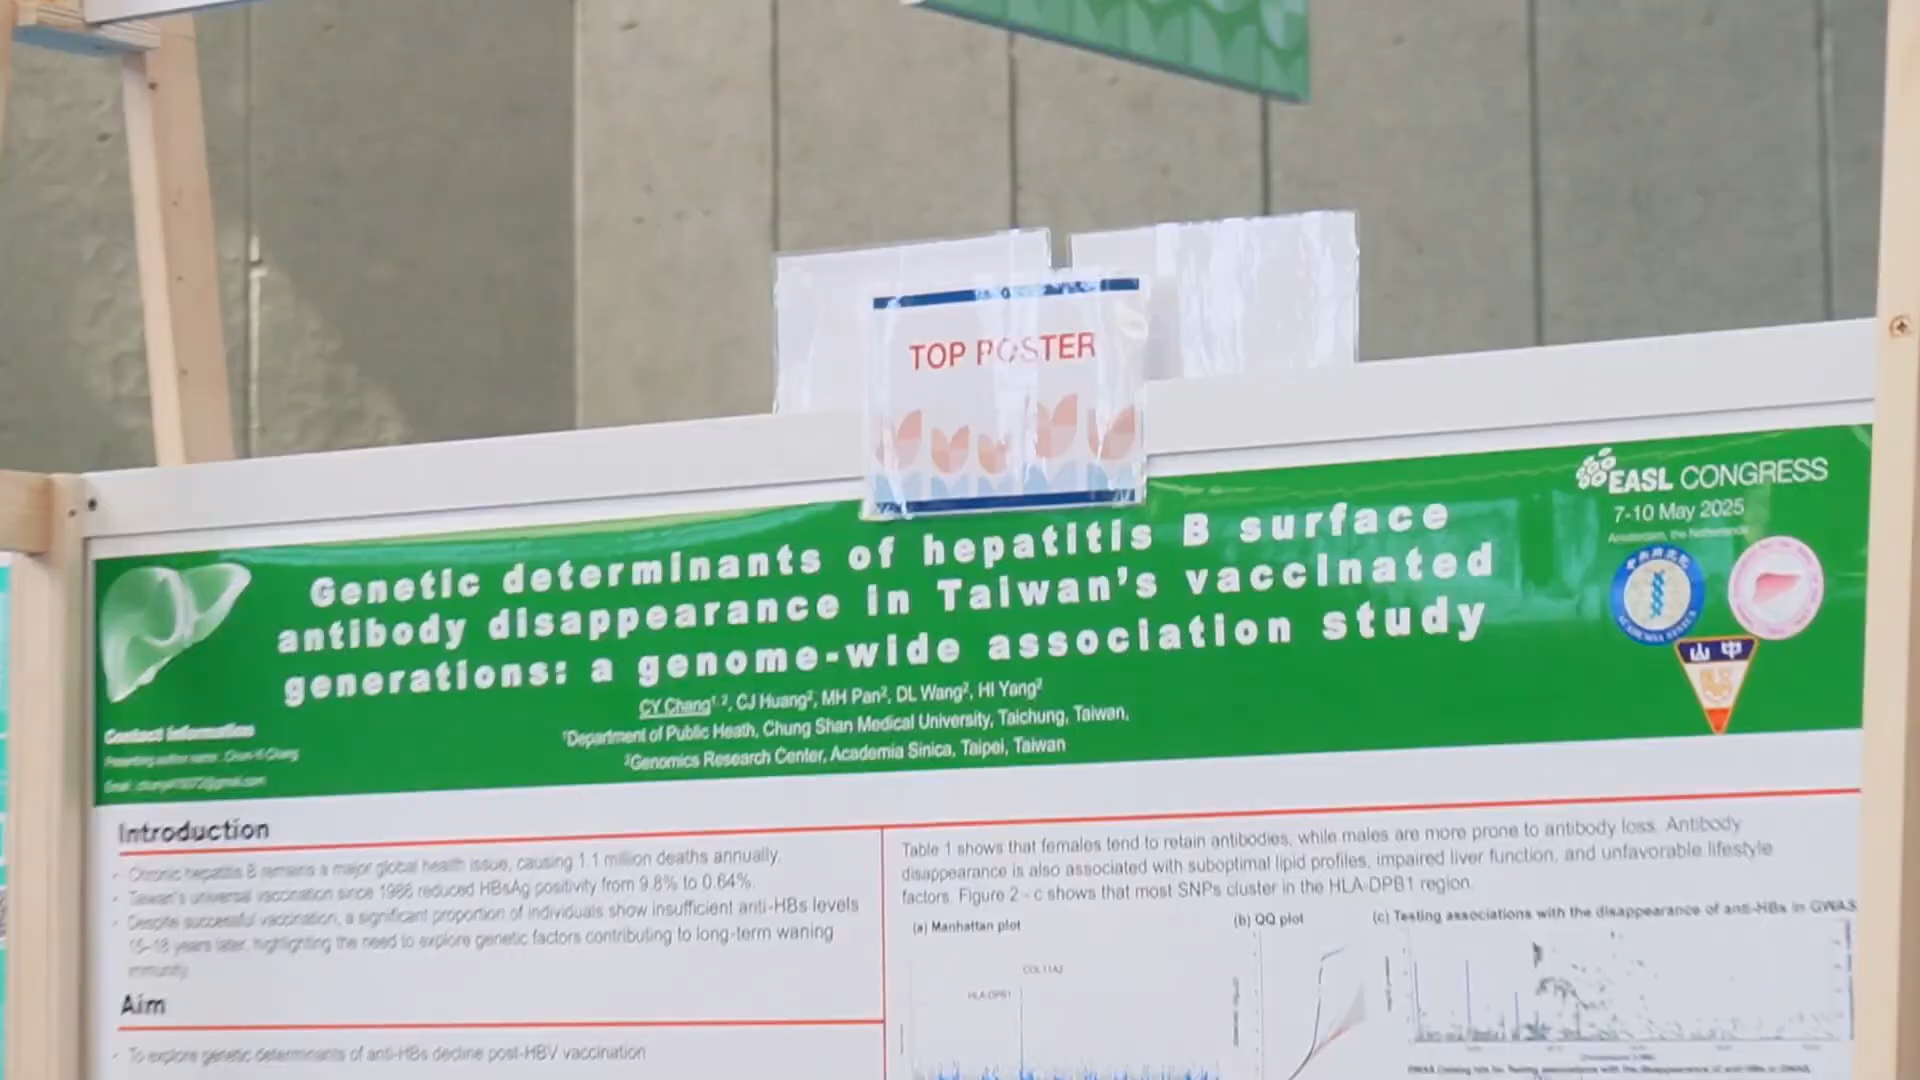 TOP POSTER
EASL CONGRESS
7-10 May 2025
Amsterdam, the Netherlands
Genetic determinants of hepatitis B surface
antibody disappearance in Taiwan's vaccinated
generations: a genome-wide association study
CY Chang¹,², CJ Huang², MH Pan², DL Wang², HI Yang²
¹Department of Public Heath, Chung Shan Medical University, Taichung, Taiwan,
²Genomics Research Center, Academia Sinica, Taipei, Taiwan
山 中
Contact information
Presenting author name : Chun-Yi Chang
Email :
Introduction
- Chronic hepatitis B remains a major global health issue, causing 1.1 million deaths annually.
- Taiwan's universal vaccination since 1986 reduced HBsAg positivity from 9.8% to 0.64%.
- Despite successful vaccination, a significant proportion of individuals show insufficient anti-HBs levels
15–18 years later, highlighting the need to explore genetic factors contributing to long-term waning
immunity.
Aim
- To explore genetic determinants of anti-HBs decline post-HBV vaccination
Table 1 shows that females tend to retain antibodies, while males are more prone to antibody loss. Antibody
disappearance is also associated with suboptimal lipid profiles, impaired liver function, and unfavorable lifestyle
factors. Figure 2 - c shows that most SNPs cluster in the HLA-DPB1 region.
(a) Manhattan plot
COL11A2
HLA-DPB1
(b) QQ plot
(c) Testing associations with the disappearance of anti-HBs in GWAS